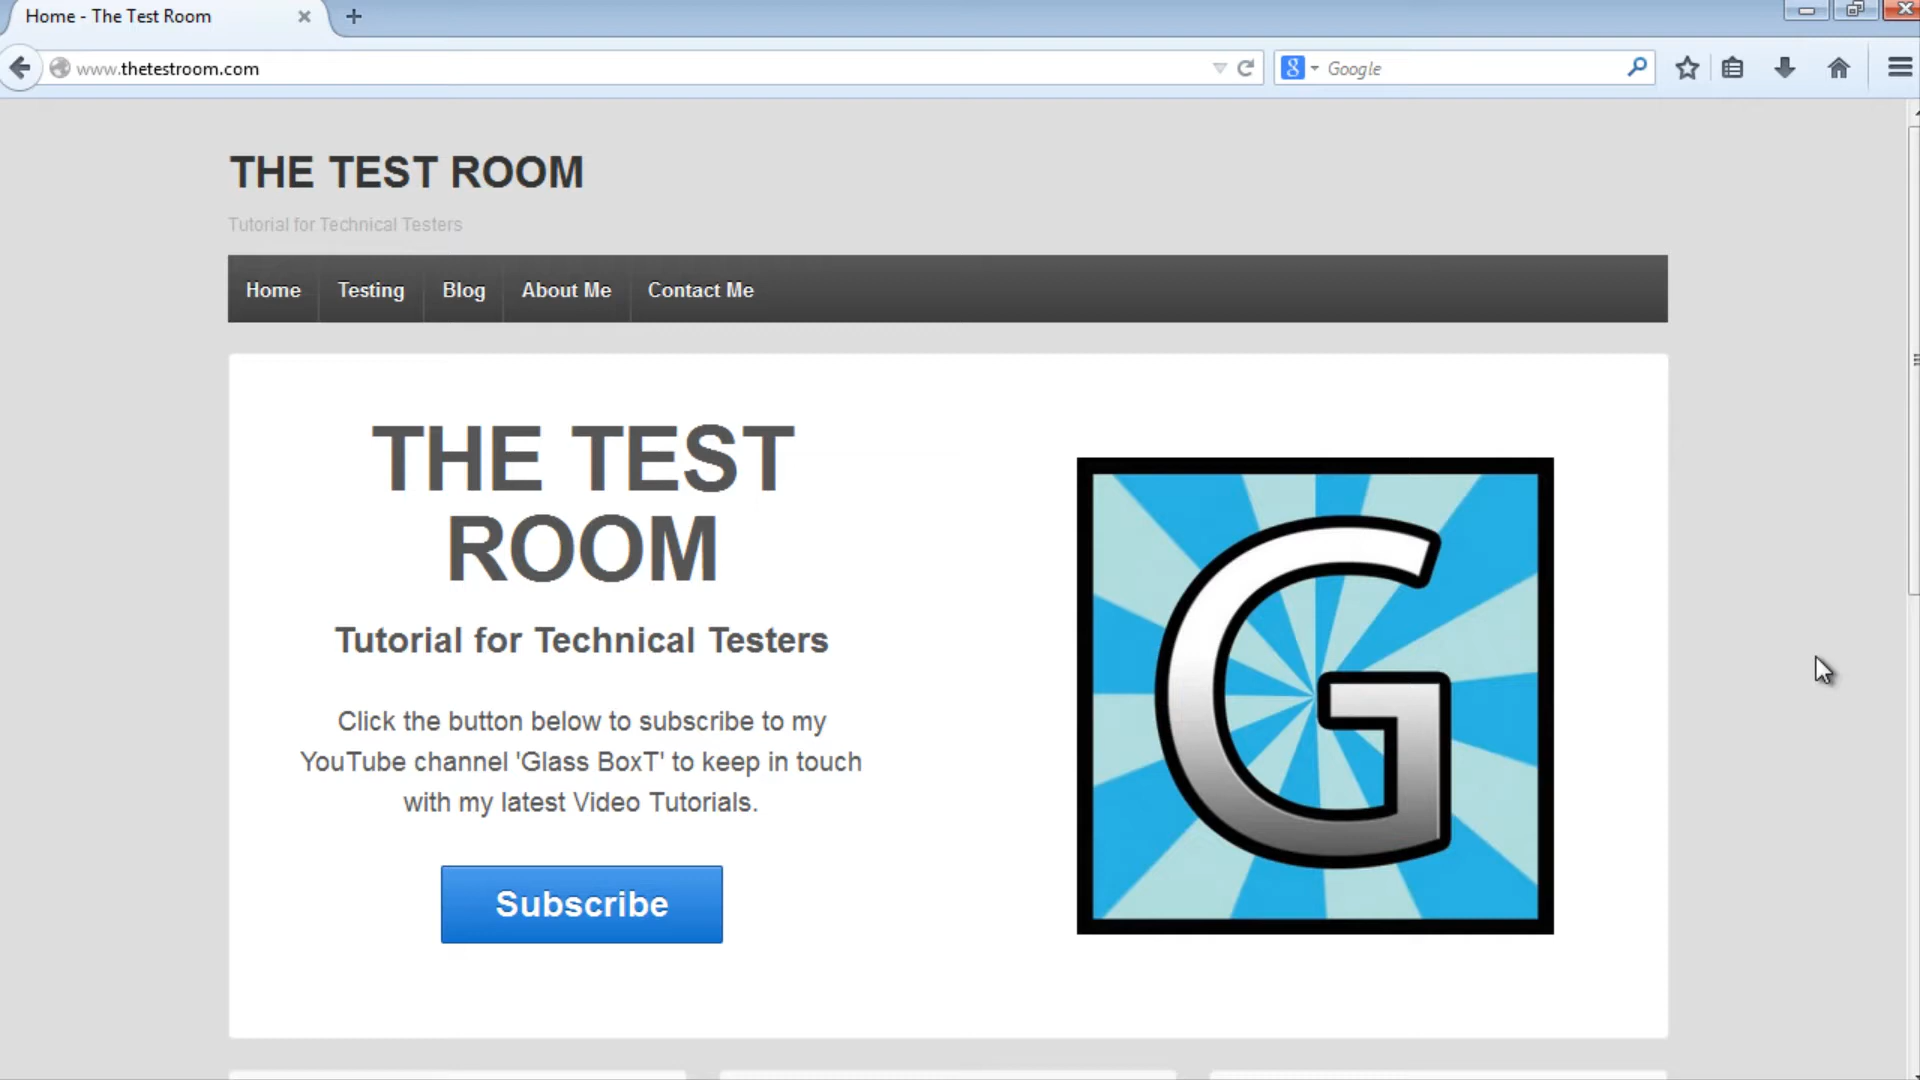 Home - The Test Room
www.thetestroom.com
Google
THE TEST ROOM
Tutorial for Technical Testers
Home Testing Blog About Me Contact Me
THE TEST
ROOM
Tutorial for Technical Testers
Click the button below to subscribe to my
YouTube channel 'Glass BoxT' to keep in touch
with my latest Video Tutorials.
Subscribe
G